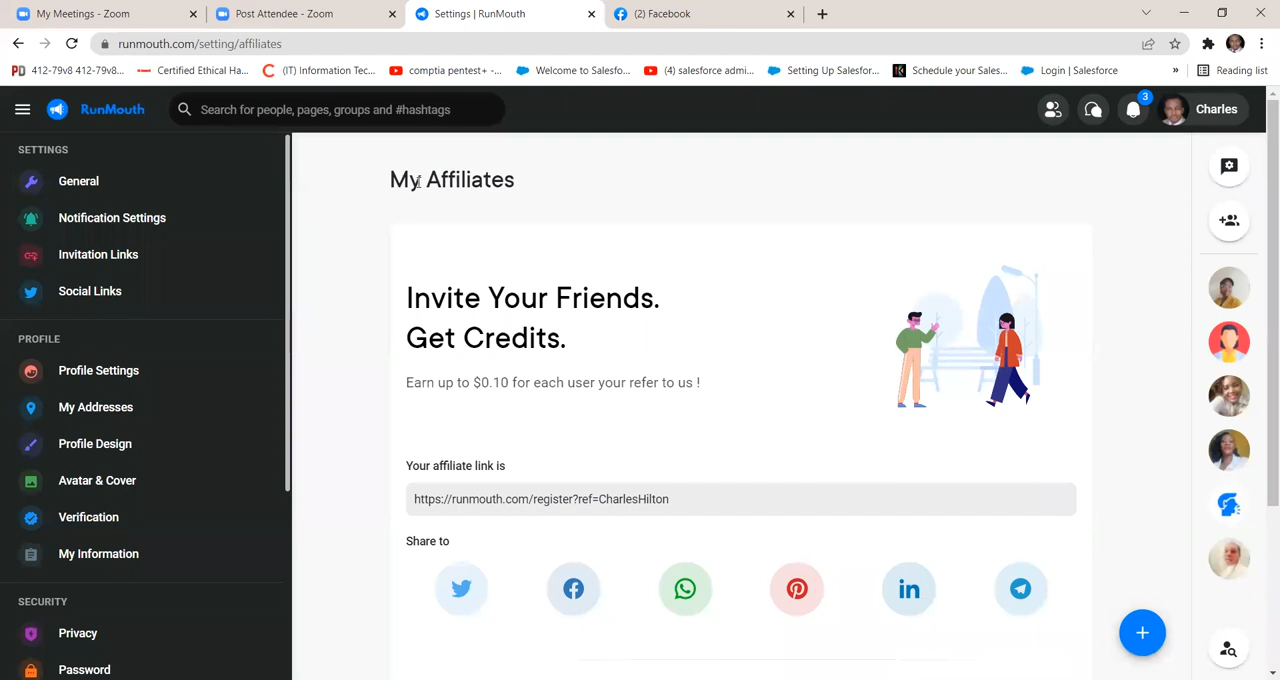 My Meetings - Zoom
Post Attendee - Zoom
Settings | RunMouth
(2) Facebook
runmouth.com/setting/affiliates
412-79v8 412-79v8...
Certified Ethical Ha...
(IT) Information Tec...
comptia pentest+ -...
Welcome to Salesfo...
(4) salesforce admi...
Setting Up Salesfor...
Schedule your Sales...
Login | Salesforce
»
Reading list
RunMouth
Search for people, pages, groups and #hashtags
3
Charles
SETTINGS
General
Notification Settings
Invitation Links
Social Links
PROFILE
Profile Settings
My Addresses
Profile Design
Avatar & Cover
Verification
My Information
SECURITY
Privacy
Password
My Affiliates
Invite Your Friends.
Get Credits.
Earn up to $0.10 for each user your refer to us !
Your affiliate link is
https://runmouth.com/register?ref=CharlesHilton
Share to